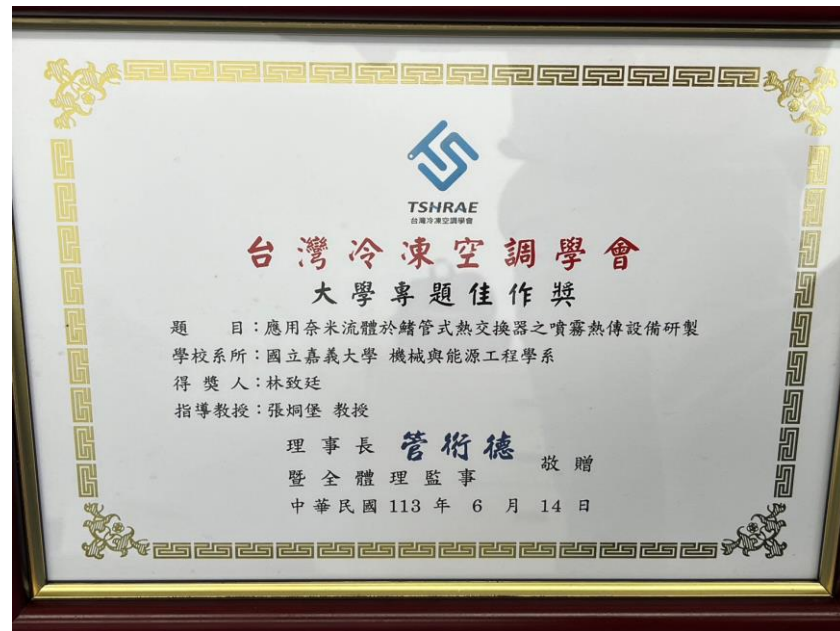 TSHRAE
台灣冷凍空調學會
台灣冷凍空調學會
大學專題佳作獎
題 目：應用奈米流體於鰭管式熱交換器之噴霧熱傳設備研製
學校系所：國立嘉義大學 機械與能源工程學系
得獎人：林致廷
指導教授：張炯堡 教授
理事長 管衍德
暨全體理監事 敬贈
中華民國 113 年 6 月 14 日